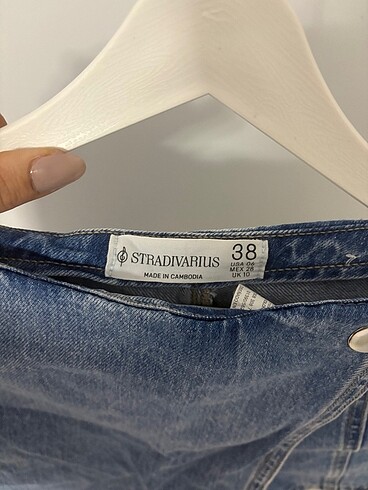 STRADIVARIUS
MADE IN CAMBODIA
38
USA 06
MEX 28
UK 10